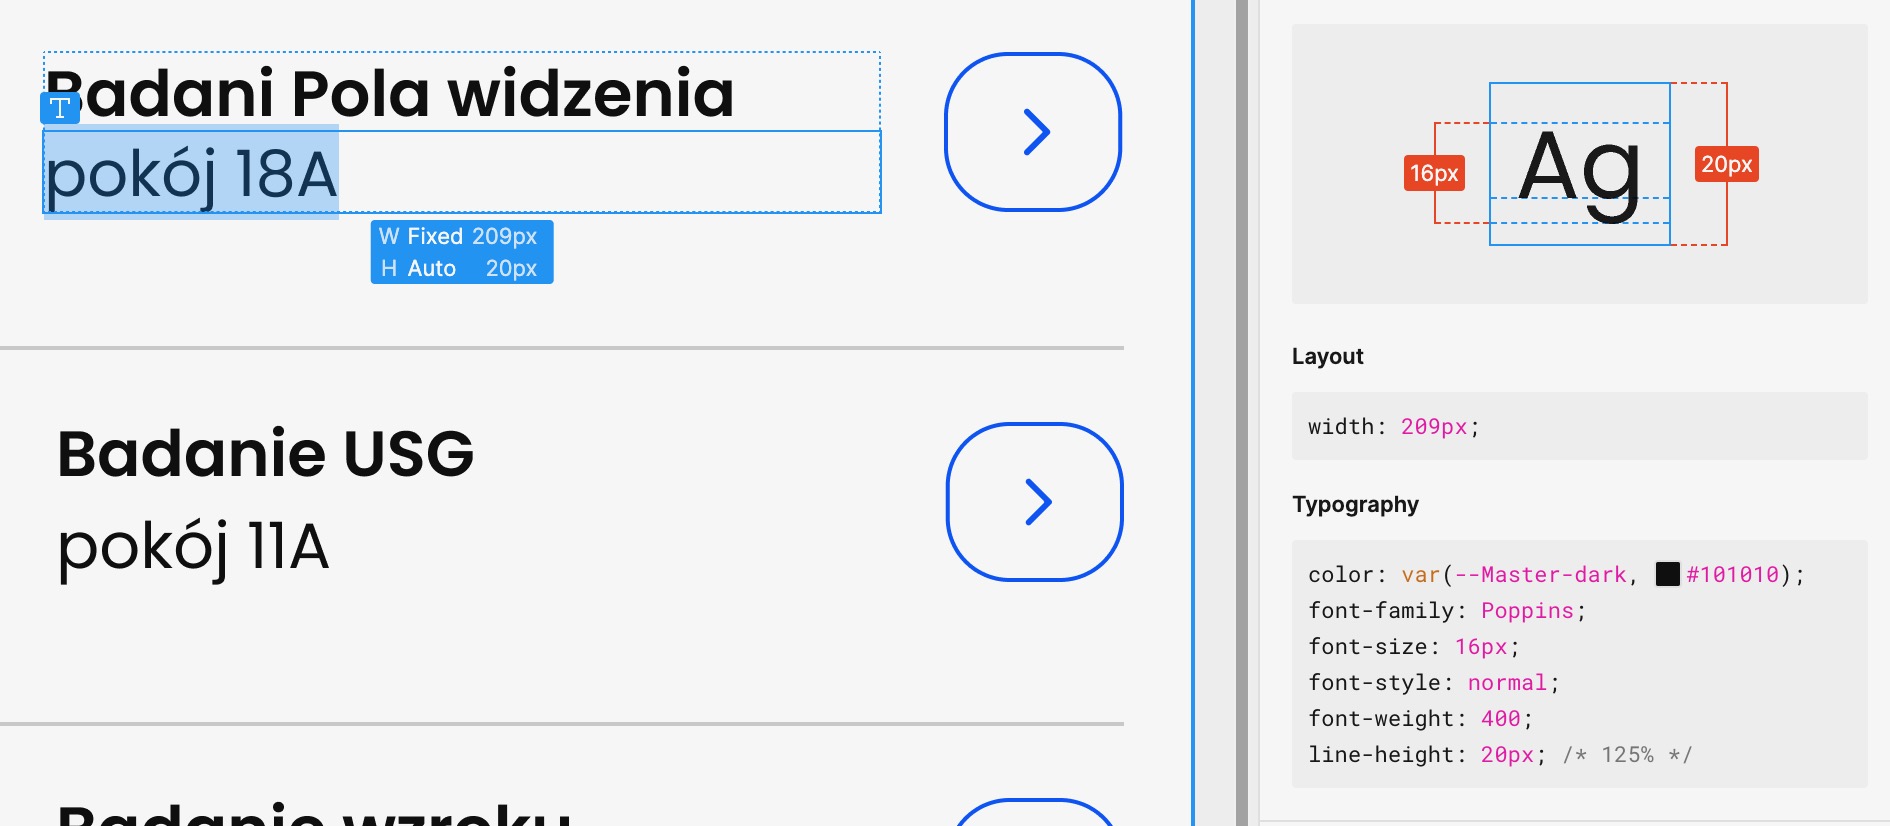 Badani Pola widzenia
T
pokój 18A
W Fixed 209px
H Auto 20px
Badanie USG
pokój 11A
Badanie wzroku
16px
Ag
20px
Layout
width: 209px;
Typography
color: var(--Master-dark, #101010);
font-family: Poppins;
font-size: 16px;
font-style: normal;
font-weight: 400;
line-height: 20px; /* 125% */